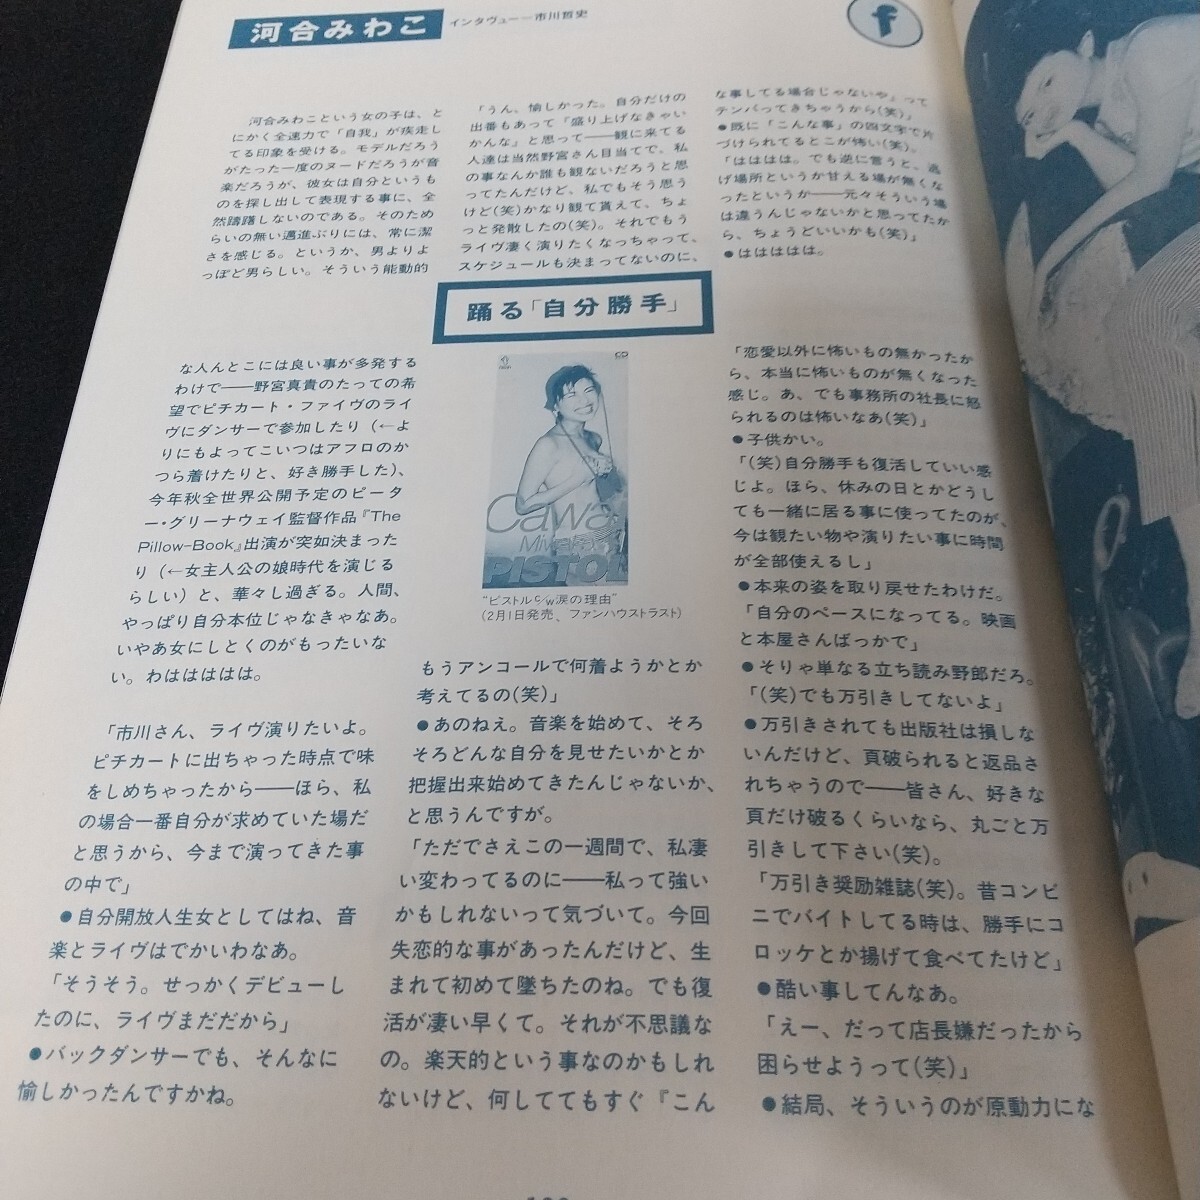 河合みわこ
インタヴュー―市川哲史
f
河合みわこという女の子は、と
にかく全速力で「自我」が疾走し
てる印象を受ける。モデルだろう
がたった一度のヌードだろうが音
楽だろうが、彼女は自分というも
のを探し出して表現する事に、全
然躊躇しないのである。そのため
らいの無い邁進ぶりには、常に潔
さを感じる。というか、男よりよ
っぽど男らしい。そういう能動的
な人んとこには良い事が多発する
わけで――野宮真貴のたっての希
望でピチカート・ファイヴのライ
ヴにダンサーで参加したり（←よ
りにもよってこいつはアフロのか
つら着けたりと、好き勝手した）、
今年秋全世界公開予定のピータ
ー・グリーナウェイ監督作品『The
Pillow-Book』出演が突如決まった
り（←女主人公の娘時代を演じる
らしい）と、華々し過ぎる。人間、
やっぱり自分本位じゃなきゃなあ。
いやあ女にしとくのがもったいな
い。わはははは。
「市川さん、ライヴ演りたいよ。
ピチカートに出ちゃった時点で味
をしめちゃったから――ほら、私
の場合一番自分が求めていた場だ
と思うから、今まで演ってきた事
の中で」
●自分開放人生女としてはね、音
楽とライヴはでかいわなあ。
「そうそう。せっかくデビューし
たのに、ライヴまだだから」
●バックダンサーでも、そんなに
愉しかったんですかね。
「うん、愉しかった。自分だけの
出番もあって『盛り上げなきゃい
かんな』と思って――観に来てる
人達は当然野宮さん目当てで、私
の事なんか誰も観ないだろうと思
ってたんだけど、私でもそう思う
けど(笑)かなり観て貰えて、ちょ
っと発散したの(笑)。それでもう
ライヴ凄く演りたくなっちゃって、
スケジュールも決まってないのに、
踊る「自分勝手」
CD
Cawai
Miwako
PISTOL
“ピストル c/w涙の理由”
(2月1日発売、ファンハウストラスト)
もうアンコールで何着ようかとか
考えてるの(笑)」
●あのねえ。音楽を始めて、そろ
そろどんな自分を見せたいかとか
把握出来始めてきたんじゃないか、
と思うんですが。
「ただでさえこの一週間で、私凄
い変わってるのに――私って強い
かもしれないって気づいて。今回
失恋的な事があったんだけど、生
まれて初めて墜ちたのね。でも復
活が凄い早くて。それが不思議な
の。楽天的という事なのかもしれ
ないけど、何しててもすぐ『こん
な事してる場合じゃないや』って
テンパってきちゃうから(笑)」
●既に「こんな事」の四文字で片
づけられてるとこが怖い(笑)。
「はははは。でも逆に言うと、逃
げ場所というか甘える場が無くな
ったというか――元々そういう場
は違うんじゃないかと思ってたか
ら、ちょうどいいかも(笑)」
●ははははは。
「恋愛以外に怖いもの無かったか
ら、本当に怖いものが無くなった
感じ。あ、でも事務所の社長に怒
られるのは怖いなあ(笑)」
●子供かい。
「(笑)自分勝手も復活していい感
じよ。ほら、休みの日とかどうし
ても一緒に居る事に使ってたのが、
今は観たい物や演りたい事に時間
が全部使えるし」
●本来の姿を取り戻せたわけだ。
「自分のペースになってる。映画
と本屋さんばっかで」
●そりゃ単なる立ち読み野郎だろ。
「(笑)でも万引きしてないよ」
●万引きされても出版社は損しな
いんだけど、頁破られると返品さ
れちゃうので――皆さん、好きな
頁だけ破るくらいなら、丸ごと万
引きして下さい(笑)。
「万引き奨励雑誌(笑)。昔コンビ
ニでバイトしてる時は、勝手にコ
ロッケとか揚げて食べてたけど」
●酷い事してんなあ。
「えー、だって店長嫌だったから
困らせようって(笑)」
●結局、そういうのが原動力にな